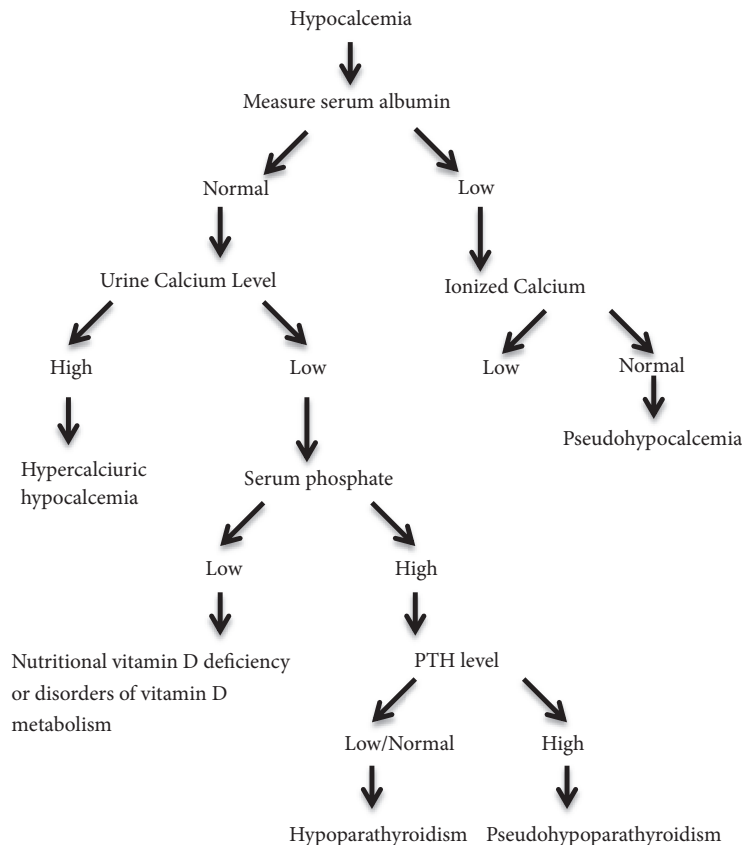 Hypocalcemia
Measure serum albumin
Normal
Low
Urine Calcium Level
Ionized Calcium
High
Low
Low
Normal
Pseudohypocalcemia
Hypercalciuric
hypocalcemia
Serum phosphate
Low
High
Nutritional vitamin D deficiency
or disorders of vitamin D
metabolism
PTH level
Low/Normal
High
Hypoparathyroidism
Pseudohypoparathyroidism